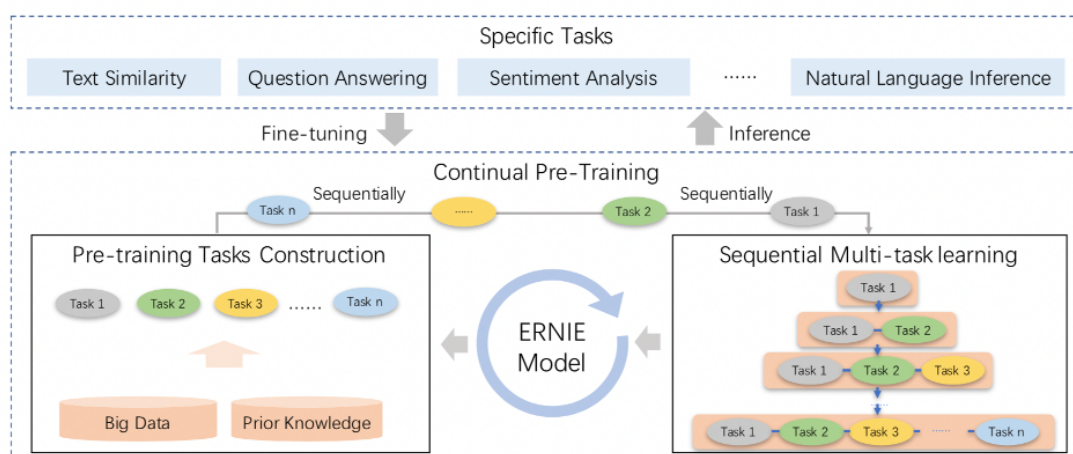 Specific Tasks
Text Similarity
Question Answering
Sentiment Analysis
······
Natural Language Inference
Fine-tuning
Inference
Continual Pre-Training
Sequentially
Sequentially
Task n
······
Task 2
Task 1
Pre-training Tasks Construction
Task 1
Task 2
Task 3
······
Task n
Big Data
Prior Knowledge
ERNIE
Model
Sequential Multi-task learning
Task 1
Task 1
Task 2
Task 1
Task 2
Task 3
······
Task 1
Task 2
Task 3
······
Task n